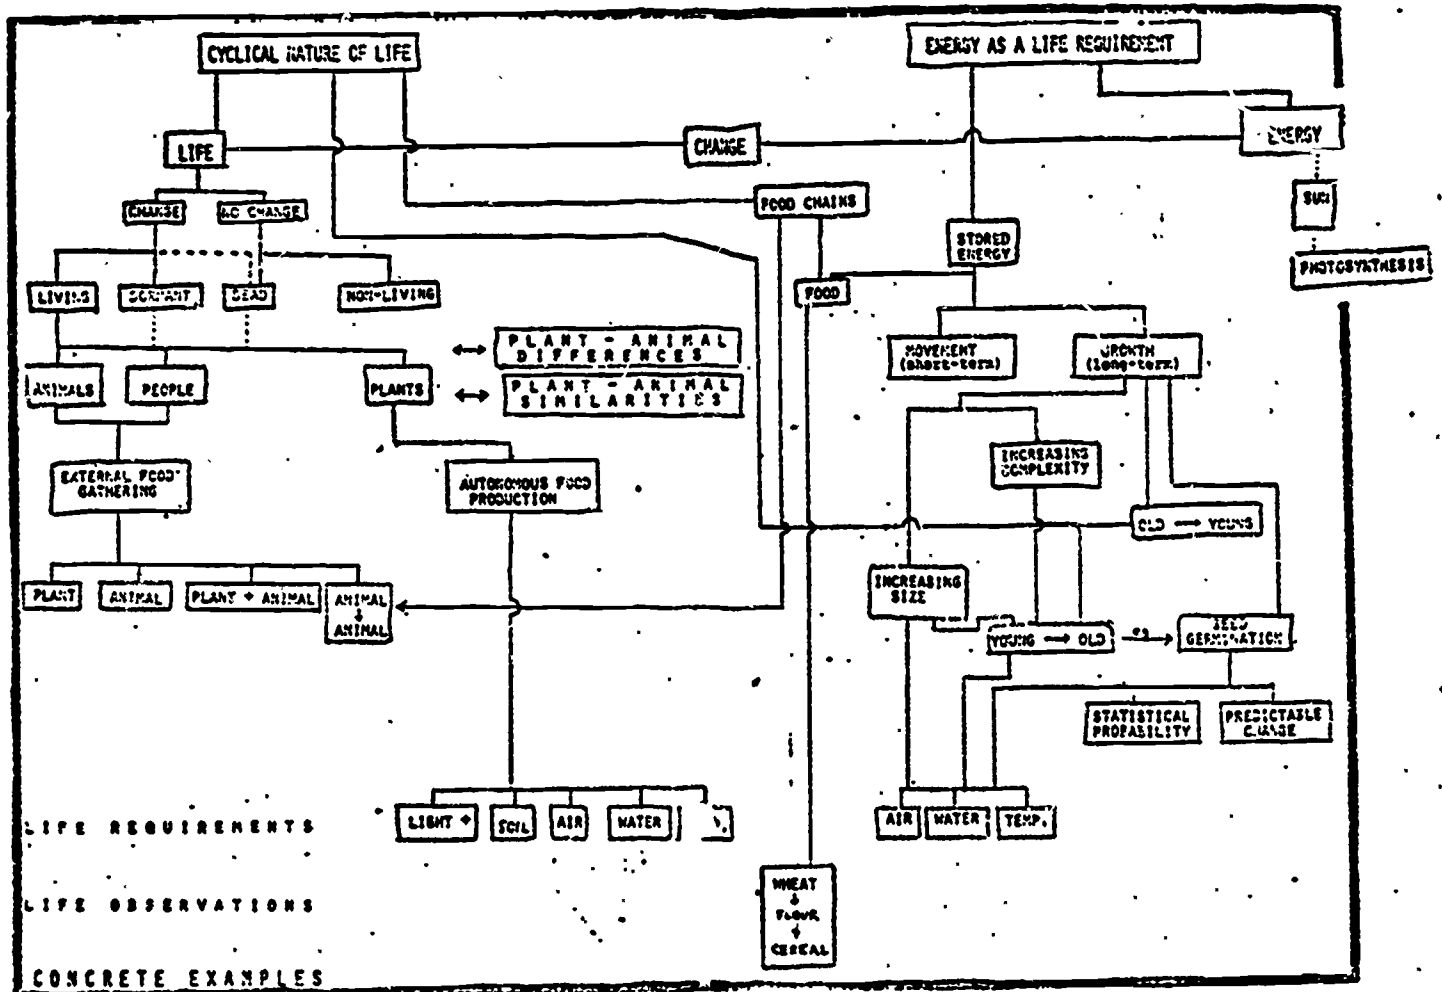 CYCLICAL NATURE OF LIFE
ENERGY AS A LIFE REQUIREMENT
LIFE
CHANGE
ENERGY
CHANGE
NO CHANGE
FOOD CHAINS
SUN
STORED
ENERGY
PHOTOSYNTHESIS
LIVING
DORMANT
DEAD
NON-LIVING
FOOD
PLANT - ANIMAL
DIFFERENCES
MOVEMENT
(short-term)
GROWTH
(long-term)
ANIMALS
PEOPLE
PLANTS
PLANT - ANIMAL
SIMILARITIES
EXTERNAL FOOD
GATHERING
AUTONOMOUS FOOD
PRODUCTION
INCREASING
COMPLEXITY
OLD → YOUNG
PLANT
ANIMAL
PLANT + ANIMAL
ANIMAL
↓
ANIMAL
INCREASING
SIZE
YOUNG → OLD
SEED
GERMINATION
STATISTICAL
PROBABILITY
PREDICTABLE
CHANGE
LIGHT +
SOIL
AIR
WATER
AIR
WATER
TEMP.
LIFE REQUIREMENTS
WHEAT
↓
FLOUR
↓
CEREAL
LIFE OBSERVATIONS
CONCRETE EXAMPLES